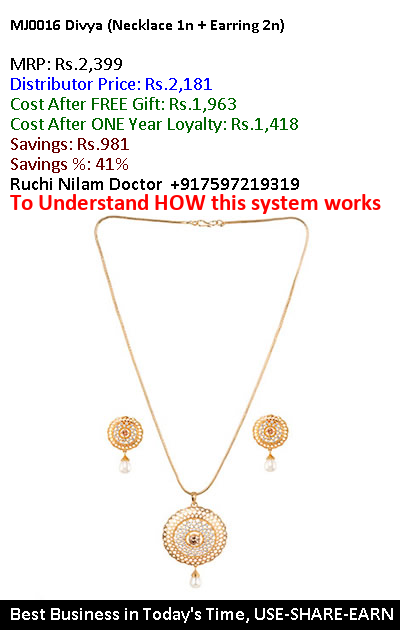 MJ0016 Divya (Necklace 1n + Earring 2n)
MRP: Rs.2,399
Distributor Price: Rs.2,181
Cost After FREE Gift: Rs.1,963
Cost After ONE Year Loyalty: Rs.1,418
Savings: Rs.981
Savings %: 41%
Ruchi Nilam Doctor +917597219319
To Understand HOW this system works
Best Business in Today's Time, USE-SHARE-EARN